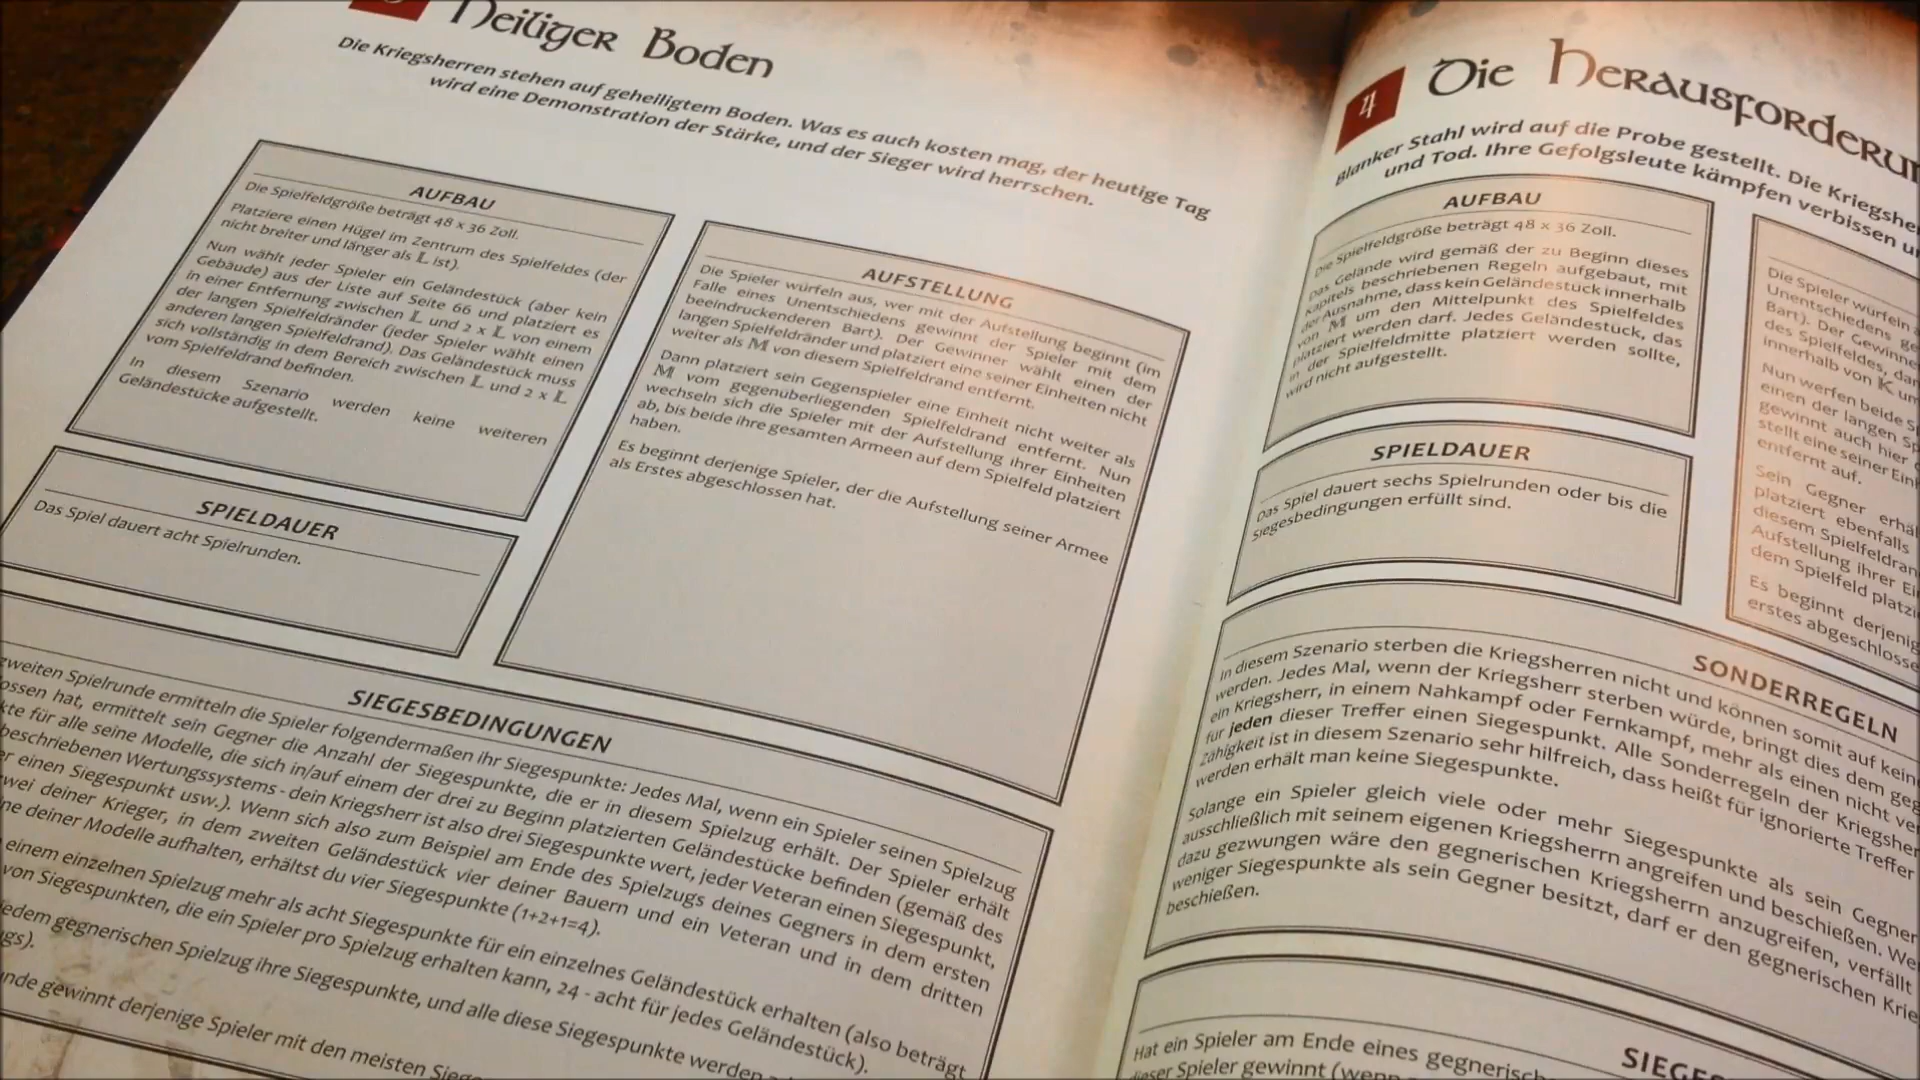 Heiliger Boden
Die Kriegsherren stehen auf geheiligtem Boden. Was es auch kosten mag, der heutige Tag
wird eine Demonstration der Stärke, und der Sieger wird herrschen.
AUFBAU
Die Spielfeldgröße beträgt 48 x 36 Zoll.
Platziere einen Hügel im Zentrum des Spielfeldes (der
nicht breiter und länger als L ist).
Nun wählt jeder Spieler ein Geländestück (aber kein
Gebäude) aus der Liste auf Seite 66 und platziert es
in einer Entfernung zwischen L und 2 x L von einem
der langen Spielfeldränder (jeder Spieler wählt einen
anderen langen Spielfeldrand). Das Geländestück muss
sich vollständig in dem Bereich zwischen L und 2 x L
vom Spielfeldrand befinden.
In diesem Szenario werden keine weiteren
Geländestücke aufgestellt.
SPIELDAUER
Das Spiel dauert acht Spielrunden.
AUFSTELLUNG
Die Spieler würfeln aus, wer mit der Aufstellung beginnt (im
Falle eines Unentschiedens gewinnt der Spieler mit dem
beeindruckenderen Bart). Der Gewinner wählt einen der
langen Spielfeldränder und platziert eine seiner Einheiten nicht
weiter als M von diesem Spielfeldrand entfernt.
Dann platziert sein Gegenspieler eine Einheit nicht weiter als
M vom gegenüberliegenden Spielfeldrand entfernt. Nun
wechseln sich die Spieler mit der Aufstellung ihrer Einheiten
ab, bis beide ihre gesamten Armeen auf dem Spielfeld platziert
haben.
Es beginnt derjenige Spieler, der die Aufstellung seiner Armee
als Erstes abgeschlossen hat.
SIEGESBEDINGUNGEN
zweiten Spielrunde ermitteln die Spieler folgendermaßen ihr Siegespunkte: Jedes Mal, wenn ein Spieler seinen Spielzug
ossen hat, ermittelt sein Gegner die Anzahl der Siegespunkte, die er in diesem Spielzug erhält. Der Spieler erhält
kte für alle seine Modelle, die sich in/auf einem der drei zu Beginn platzierten Geländestücke befinden (gemäß des
beschriebenen Wertungssystems - dein Kriegsherr ist also drei Siegespunkte wert, jeder Veteran einen Siegespunkt,
er einen Siegespunkt usw.). Wenn sich also zum Beispiel am Ende des Spielzugs deines Gegners in dem ersten
wei deiner Krieger, in dem zweiten Geländestück vier deiner Bauern und ein Veteran und in dem dritten
ne deiner Modelle aufhalten, erhältst du vier Siegespunkte (1+2+1=4).
einem einzelnen Spielzug mehr als acht Siegespunkte für ein einzelnes Geländestück erhalten (also beträgt
von Siegespunkten, die ein Spieler pro Spielzug erhalten kann, 24 - acht für jedes Geländestück).
jedem gegnerischen Spielzug ihre Siegespunkte, und alle diese Siegespunkte werden
gs).
nde gewinnt derjenige Spieler mit den meisten Siege
4 Die Herausforderu
Blanker Stahl wird auf die Probe gestellt. Die Kriegshe
und Tod. Ihre Gefolgsleute kämpfen verbissen u
AUFBAU
Die Spielfeldgröße beträgt 48 x 36 Zoll.
Das Gelände wird gemäß der zu Beginn dieses
Kapitels beschriebenen Regeln aufgebaut, mit
der Ausnahme, dass kein Geländestück innerhalb
von M um den Mittelpunkt des Spielfeldes
platziert werden darf. Jedes Geländestück, das
in der Spielfeldmitte platziert werden sollte,
wird nicht aufgestellt.
SPIELDAUER
Das Spiel dauert sechs Spielrunden oder bis die
Siegesbedingungen erfüllt sind.
Die Spieler würfeln
Unentschiedens ge
Bart). Der Gewinne
des Spielfeldes, dar
innerhalb von K um
Nun werfen beide S
einen der langen Sp
gewinnt auch hier
stellt eine seiner Ein
entfernt auf.
Sein Gegner erhäl
platziert ebenfalls
diesem Spielfeldran
Aufstellung ihrer Ei
dem Spielfeld platzi
Es beginnt derjenig
erstes abgeschlosse
SONDERREGELN
In diesem Szenario sterben die Kriegsherren nicht und können somit auf kein
werden. Jedes Mal, wenn der Kriegsherr sterben würde, bringt dies dem geg
ein Kriegsherr, in einem Nahkampf oder Fernkampf, mehr als einen nicht ver
für jeden dieser Treffer einen Siegespunkt. Alle Sonderregeln der Kriegsher
Zähigkeit ist in diesem Szenario sehr hilfreich, dass heißt für ignorierte Treffer
werden erhält man keine Siegespunkte.
Solange ein Spieler gleich viele oder mehr Siegespunkte als sein Gegner
ausschließlich mit seinem eigenen Kriegsherrn angreifen und beschießen. We
dazu gezwungen wäre den gegnerischen Kriegsherrn anzugreifen, verfällt
weniger Siegespunkte als sein Gegner besitzt, darf er den gegnerischen Krie
beschießen.
SIEGES
Hat ein Spieler am Ende eines gegnerisch
dieser Spieler gewinnt (wenn